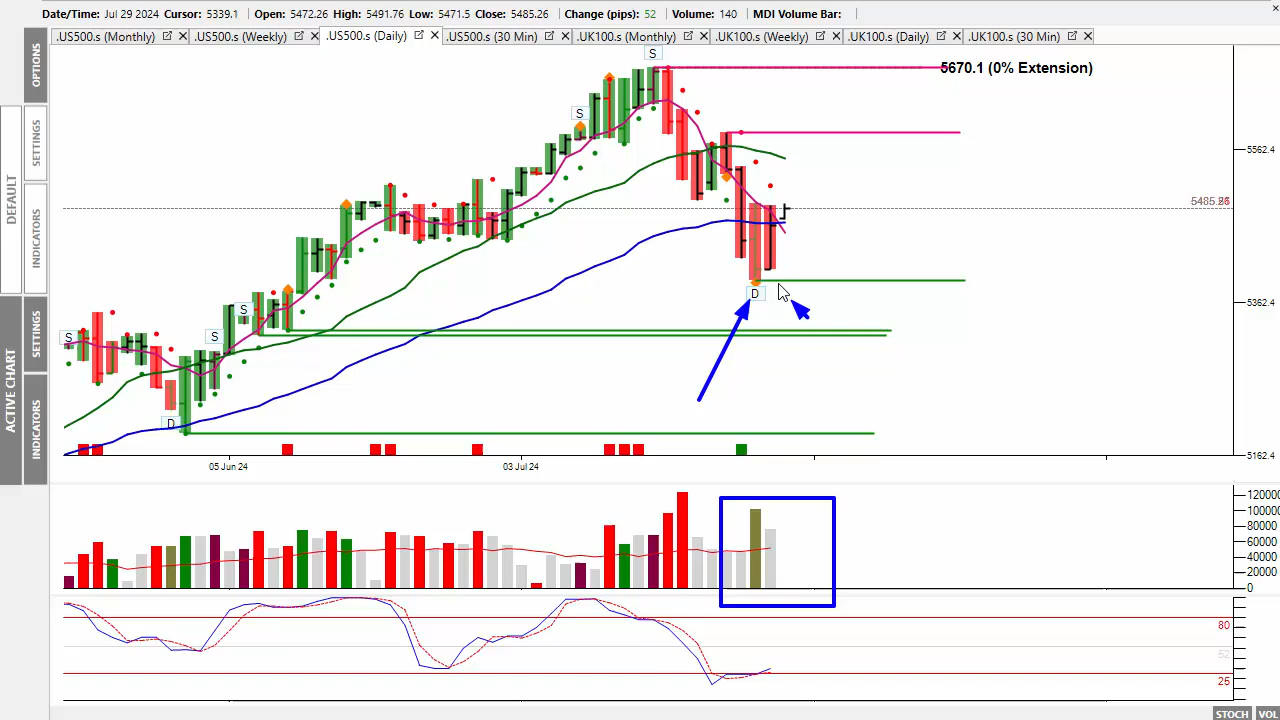 Date/Time: Jul 29 2024 Cursor: 5339.1 Open: 5472.26 High: 5491.76 Low: 5471.5 Close: 5485.26 Change (pips): 52 Volume: 140 MDI Volume Bar:
.US500.s (Monthly) .US500.s (Weekly) .US500.s (Daily) .US500.s (30 Min) .UK100.s (Monthly) .UK100.s (Weekly) .UK100.s (Daily) .UK100.s (30 Min)
OPTIONS
SETTINGS
INDICATORS
DEFAULT
SETTINGS
INDICATORS
ACTIVE CHART
S
5670.1 (0% Extension)
S
5562.4
5485.26
D
5362.4
S
S
S
D
5162.4
05 Jun 24
03 Jul 24
120000
100000
80000
60000
40000
20000
0
80
52
25
STOCH VOL